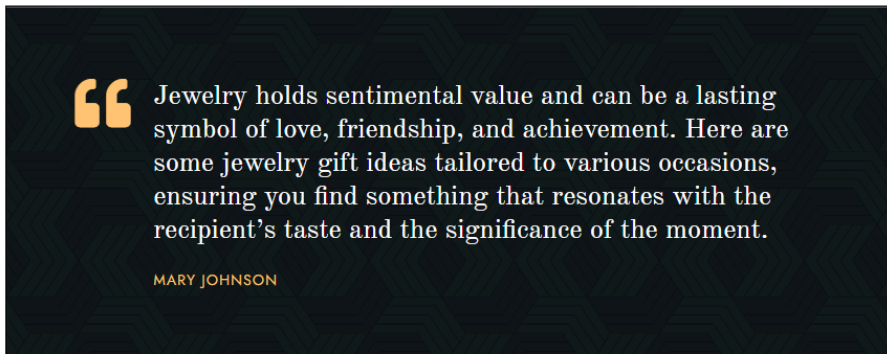 Jewelry holds sentimental value and can be a lasting
symbol of love, friendship, and achievement. Here are
some jewelry gift ideas tailored to various occasions,
ensuring you find something that resonates with the
recipient’s taste and the significance of the moment.
MARY JOHNSON